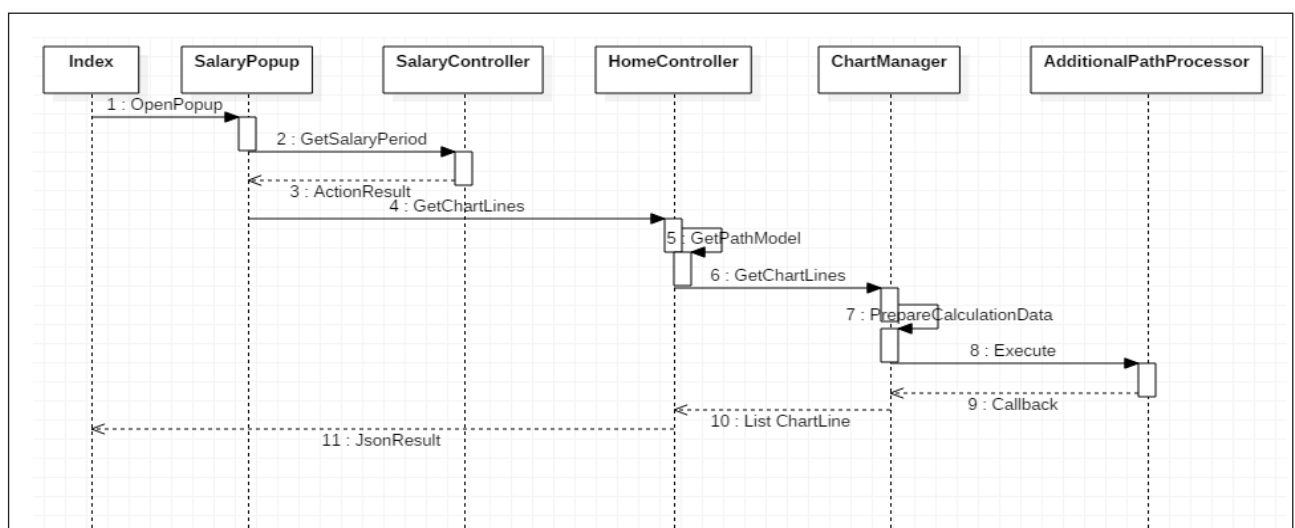 Index
SalaryPopup
SalaryController
HomeController
ChartManager
AdditionalPathProcessor
1 : OpenPopup
2 : GetSalaryPeriod
3 : ActionResult
4 : GetChartLines
5 : GetPathModel
6 : GetChartLines
7 : PrepareCalculationData
8 : Execute
9 : Callback
10 : List ChartLine
11 : JsonResult